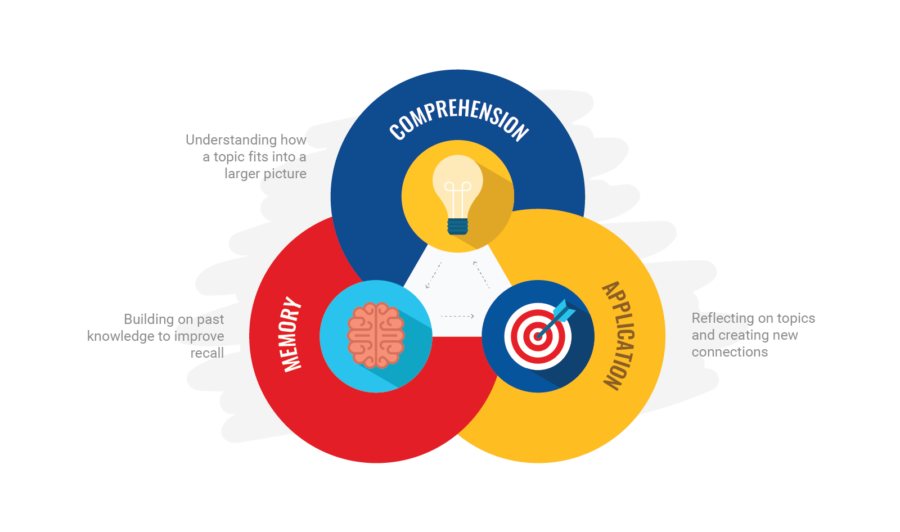 COMPREHENSION
Understanding how
a topic fits into a
larger picture
MEMORY
Building on past
knowledge to improve
recall
APPLICATION
Reflecting on topics
and creating new
connections